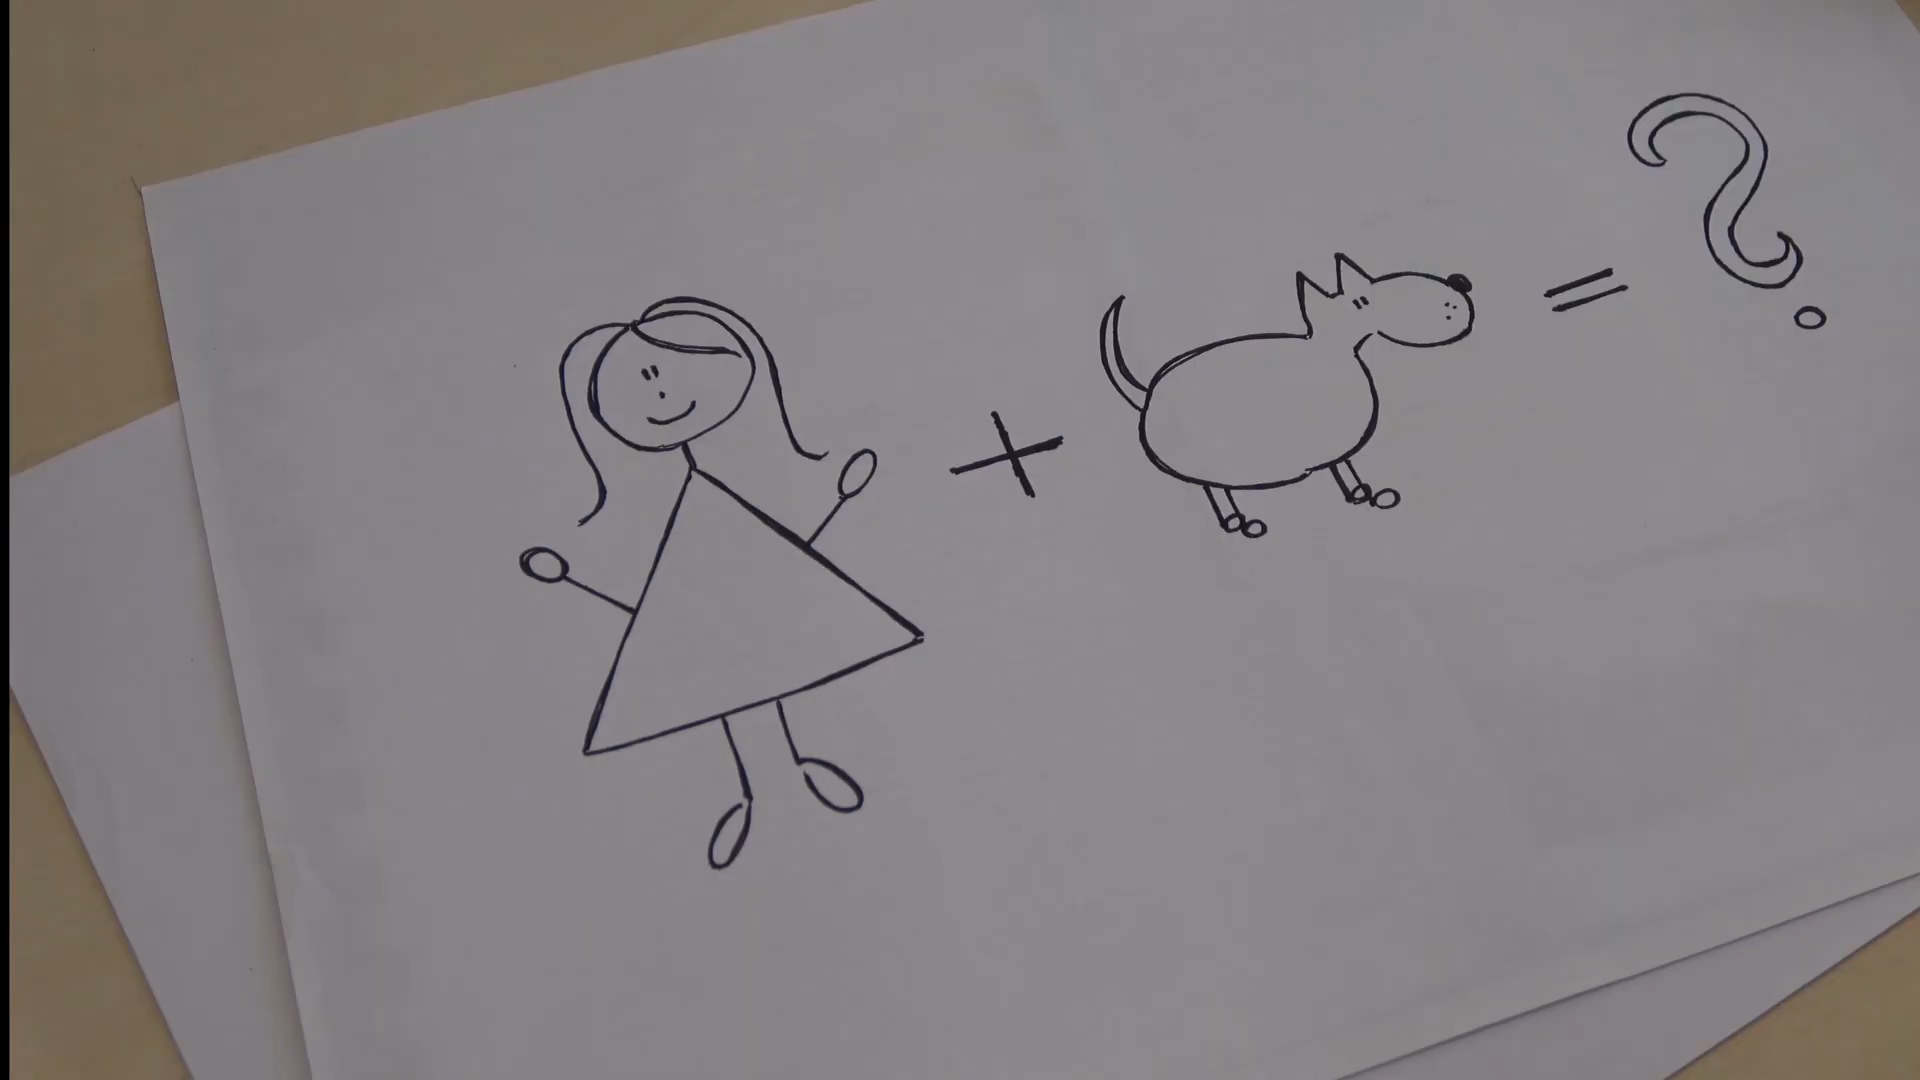 + = ?